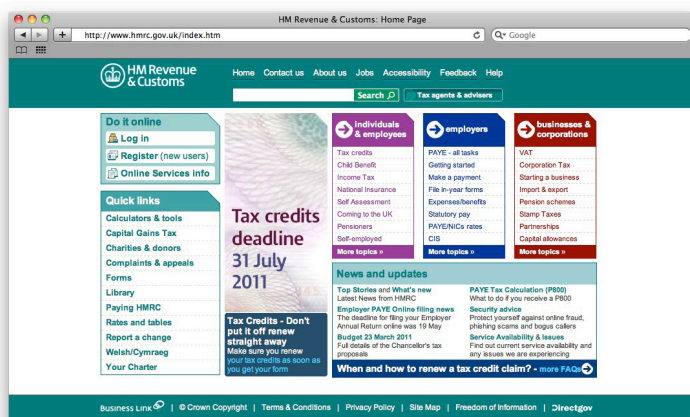 HM Revenue & Customs: Home Page
http://www.hmrc.gov.uk/index.htm
Google
HM Revenue
& Customs
Home Contact us About us Jobs Accessibility Feedback Help
Search
Tax agents & advisers
Do it online
Log in
Register (new users)
Online Services info
Quick links
Calculators & tools
Capital Gains Tax
Charities & donors
Complaints & appeals
Forms
Library
Paying HMRC
Rates and tables
Report a change
Welsh/Cymraeg
Your Charter
Tax credits
deadline
31 July
2011
Tax Credits - Don't
put it off renew
straight away
Make sure you renew
your tax credits as soon as
you get your form
individuals
& employees
Tax credits
Child Benefit
Income Tax
National Insurance
Self Assessment
Coming to the UK
Pensioners
Self-employed
More topics »
employers
PAYE - all tasks
Getting started
Make a payment
File in-year forms
Expenses/benefits
Statutory pay
PAYE/NICs rates
CIS
More topics »
businesses &
corporations
VAT
Corporation Tax
Starting a business
Import & export
Pension schemes
Stamp Taxes
Partnerships
Capital allowances
More topics »
News and updates
Top Stories and What's new
Latest News from HMRC
Employer PAYE Online filing news
The deadline for filing your Employer
Annual Return online was 19 May
Budget 23 March 2011
Full details of the Chancellor's tax
proposals
PAYE Tax Calculation (P800)
What to do if you receive a P800
Security advice
Protect yourself against online fraud,
phishing scams and bogus callers
Service Availability & Issues
Find out current service availability and
any issues we are experiencing
When and how to renew a tax credit claim? - more FAQs
Business Link | © Crown Copyright | Terms & Conditions | Privacy Policy | Site Map | Freedom of Information | Directgov